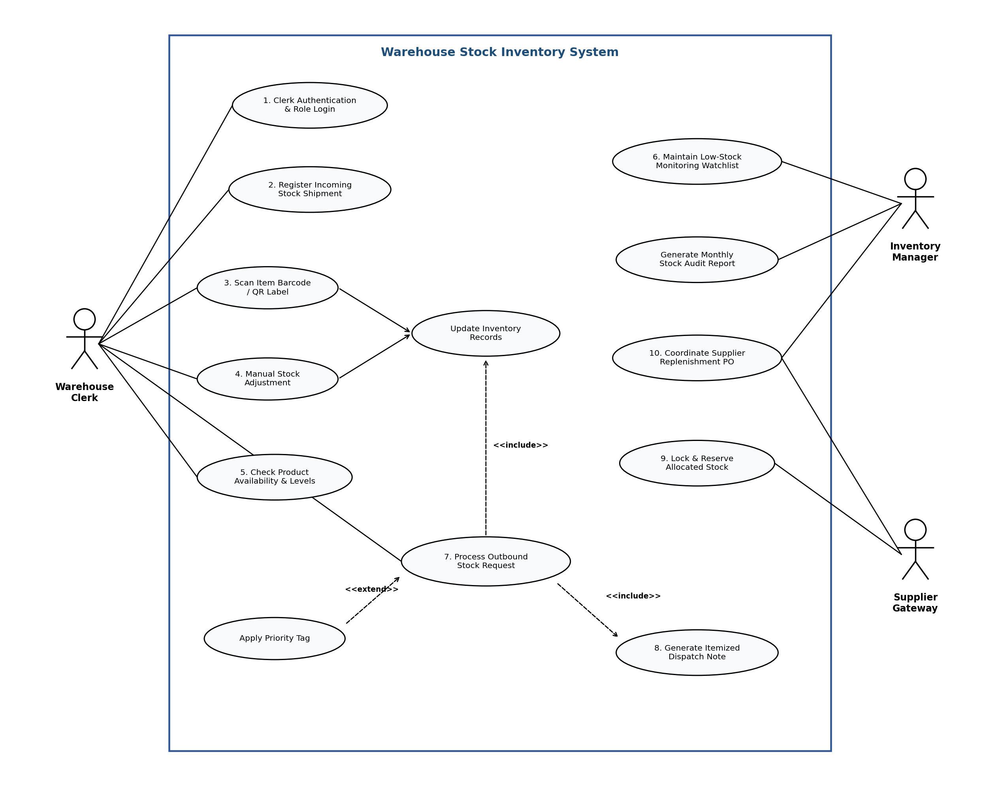 Warehouse Stock Inventory System
1. Clerk Authentication
& Role Login
2. Register Incoming
Stock Shipment
3. Scan Item Barcode
/ QR Label
4. Manual Stock
Adjustment
Warehouse
Clerk
5. Check Product
Availability & Levels
Update Inventory
Records
<<include>>
7. Process Outbound
Stock Request
<<extend>>
Apply Priority Tag
<<include>>
8. Generate Itemized
Dispatch Note
6. Maintain Low-Stock
Monitoring Watchlist
Generate Monthly
Stock Audit Report
10. Coordinate Supplier
Replenishment PO
9. Lock & Reserve
Allocated Stock
Inventory
Manager
Supplier
Gateway